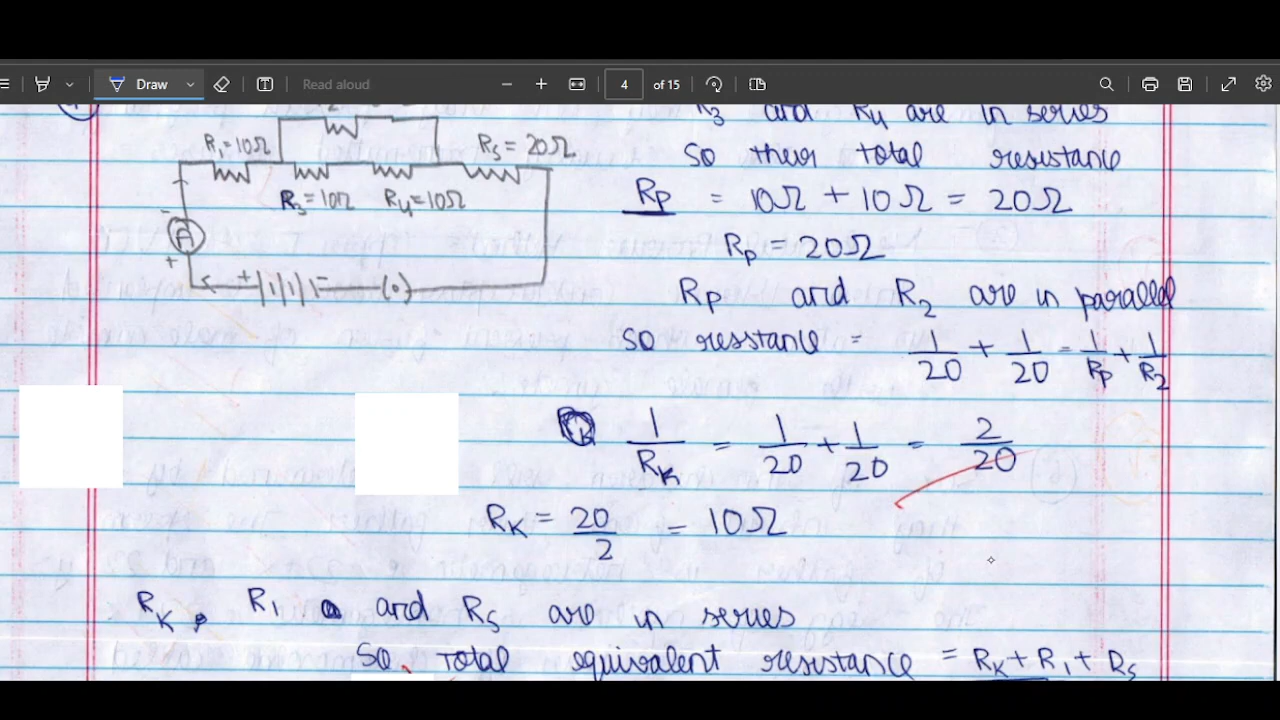 Draw
Read aloud
4 of 15
R3 and R4 are in series
R1 = 10Ω
R5 = 20Ω
So their total resistance
R3 = 10Ω R4 = 10Ω
RP = 10Ω + 10Ω = 20Ω
A
RP = 20Ω
RP and R2 are in parallel
So resstance = 1/20 + 1/20 = 1/RP + 1/R2
1/RK = 1/20 + 1/20 = 2/20
RK = 20/2 = 10Ω
RK, R1 and R5 are in series
So, Total equivalent resistance = RK + R1 + R5